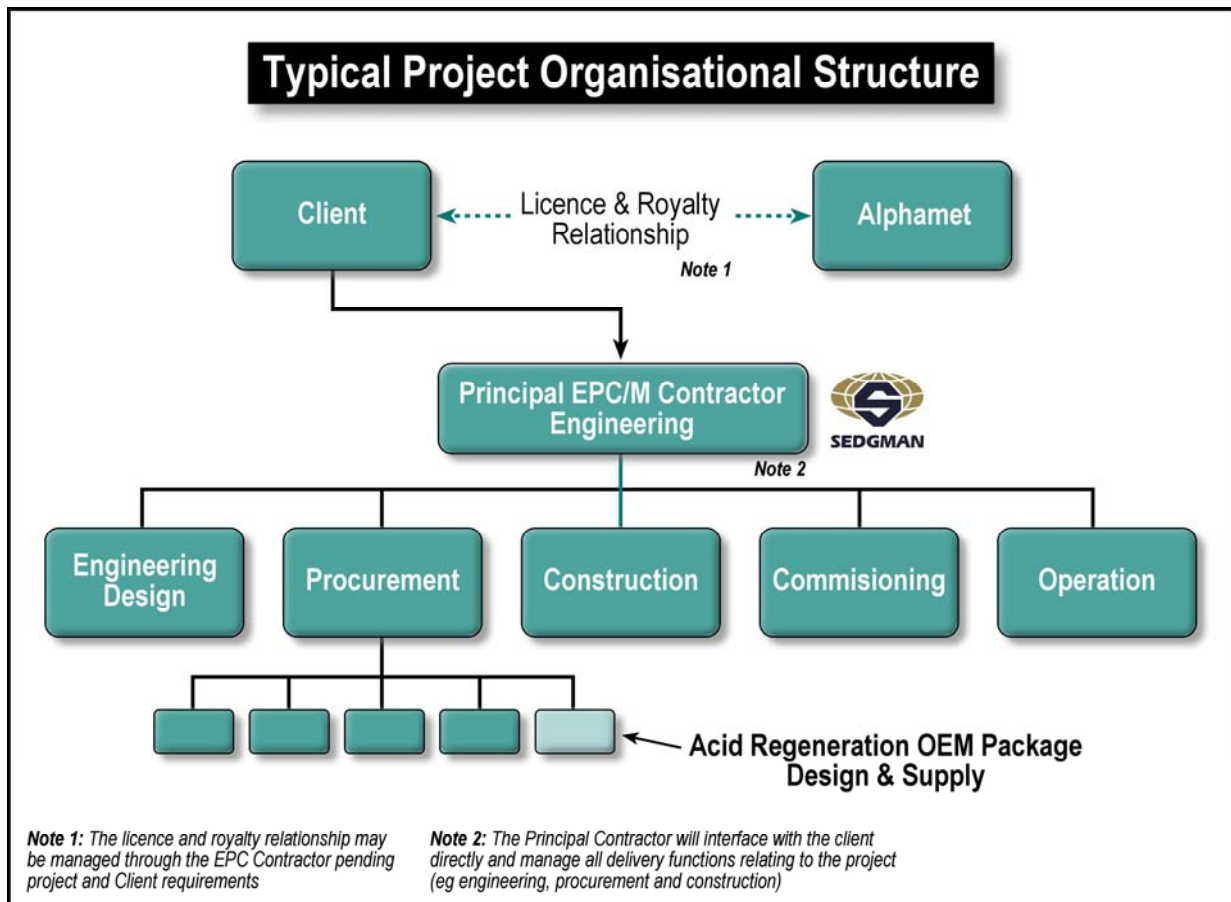 Typical Project Organisational Structure
Client
Licence & Royalty
Relationship
Alphamet
Note 1
Principal EPC/M Contractor
Engineering
SEDGMAN
Note 2
Engineering
Design
Procurement
Construction
Commisioning
Operation
Acid Regeneration OEM Package
Design & Supply
Note 1: The licence and royalty relationship may
be managed through the EPC Contractor pending
project and Client requirements
Note 2: The Principal Contractor will interface with the client
directly and manage all delivery functions relating to the project
(eg engineering, procurement and construction)